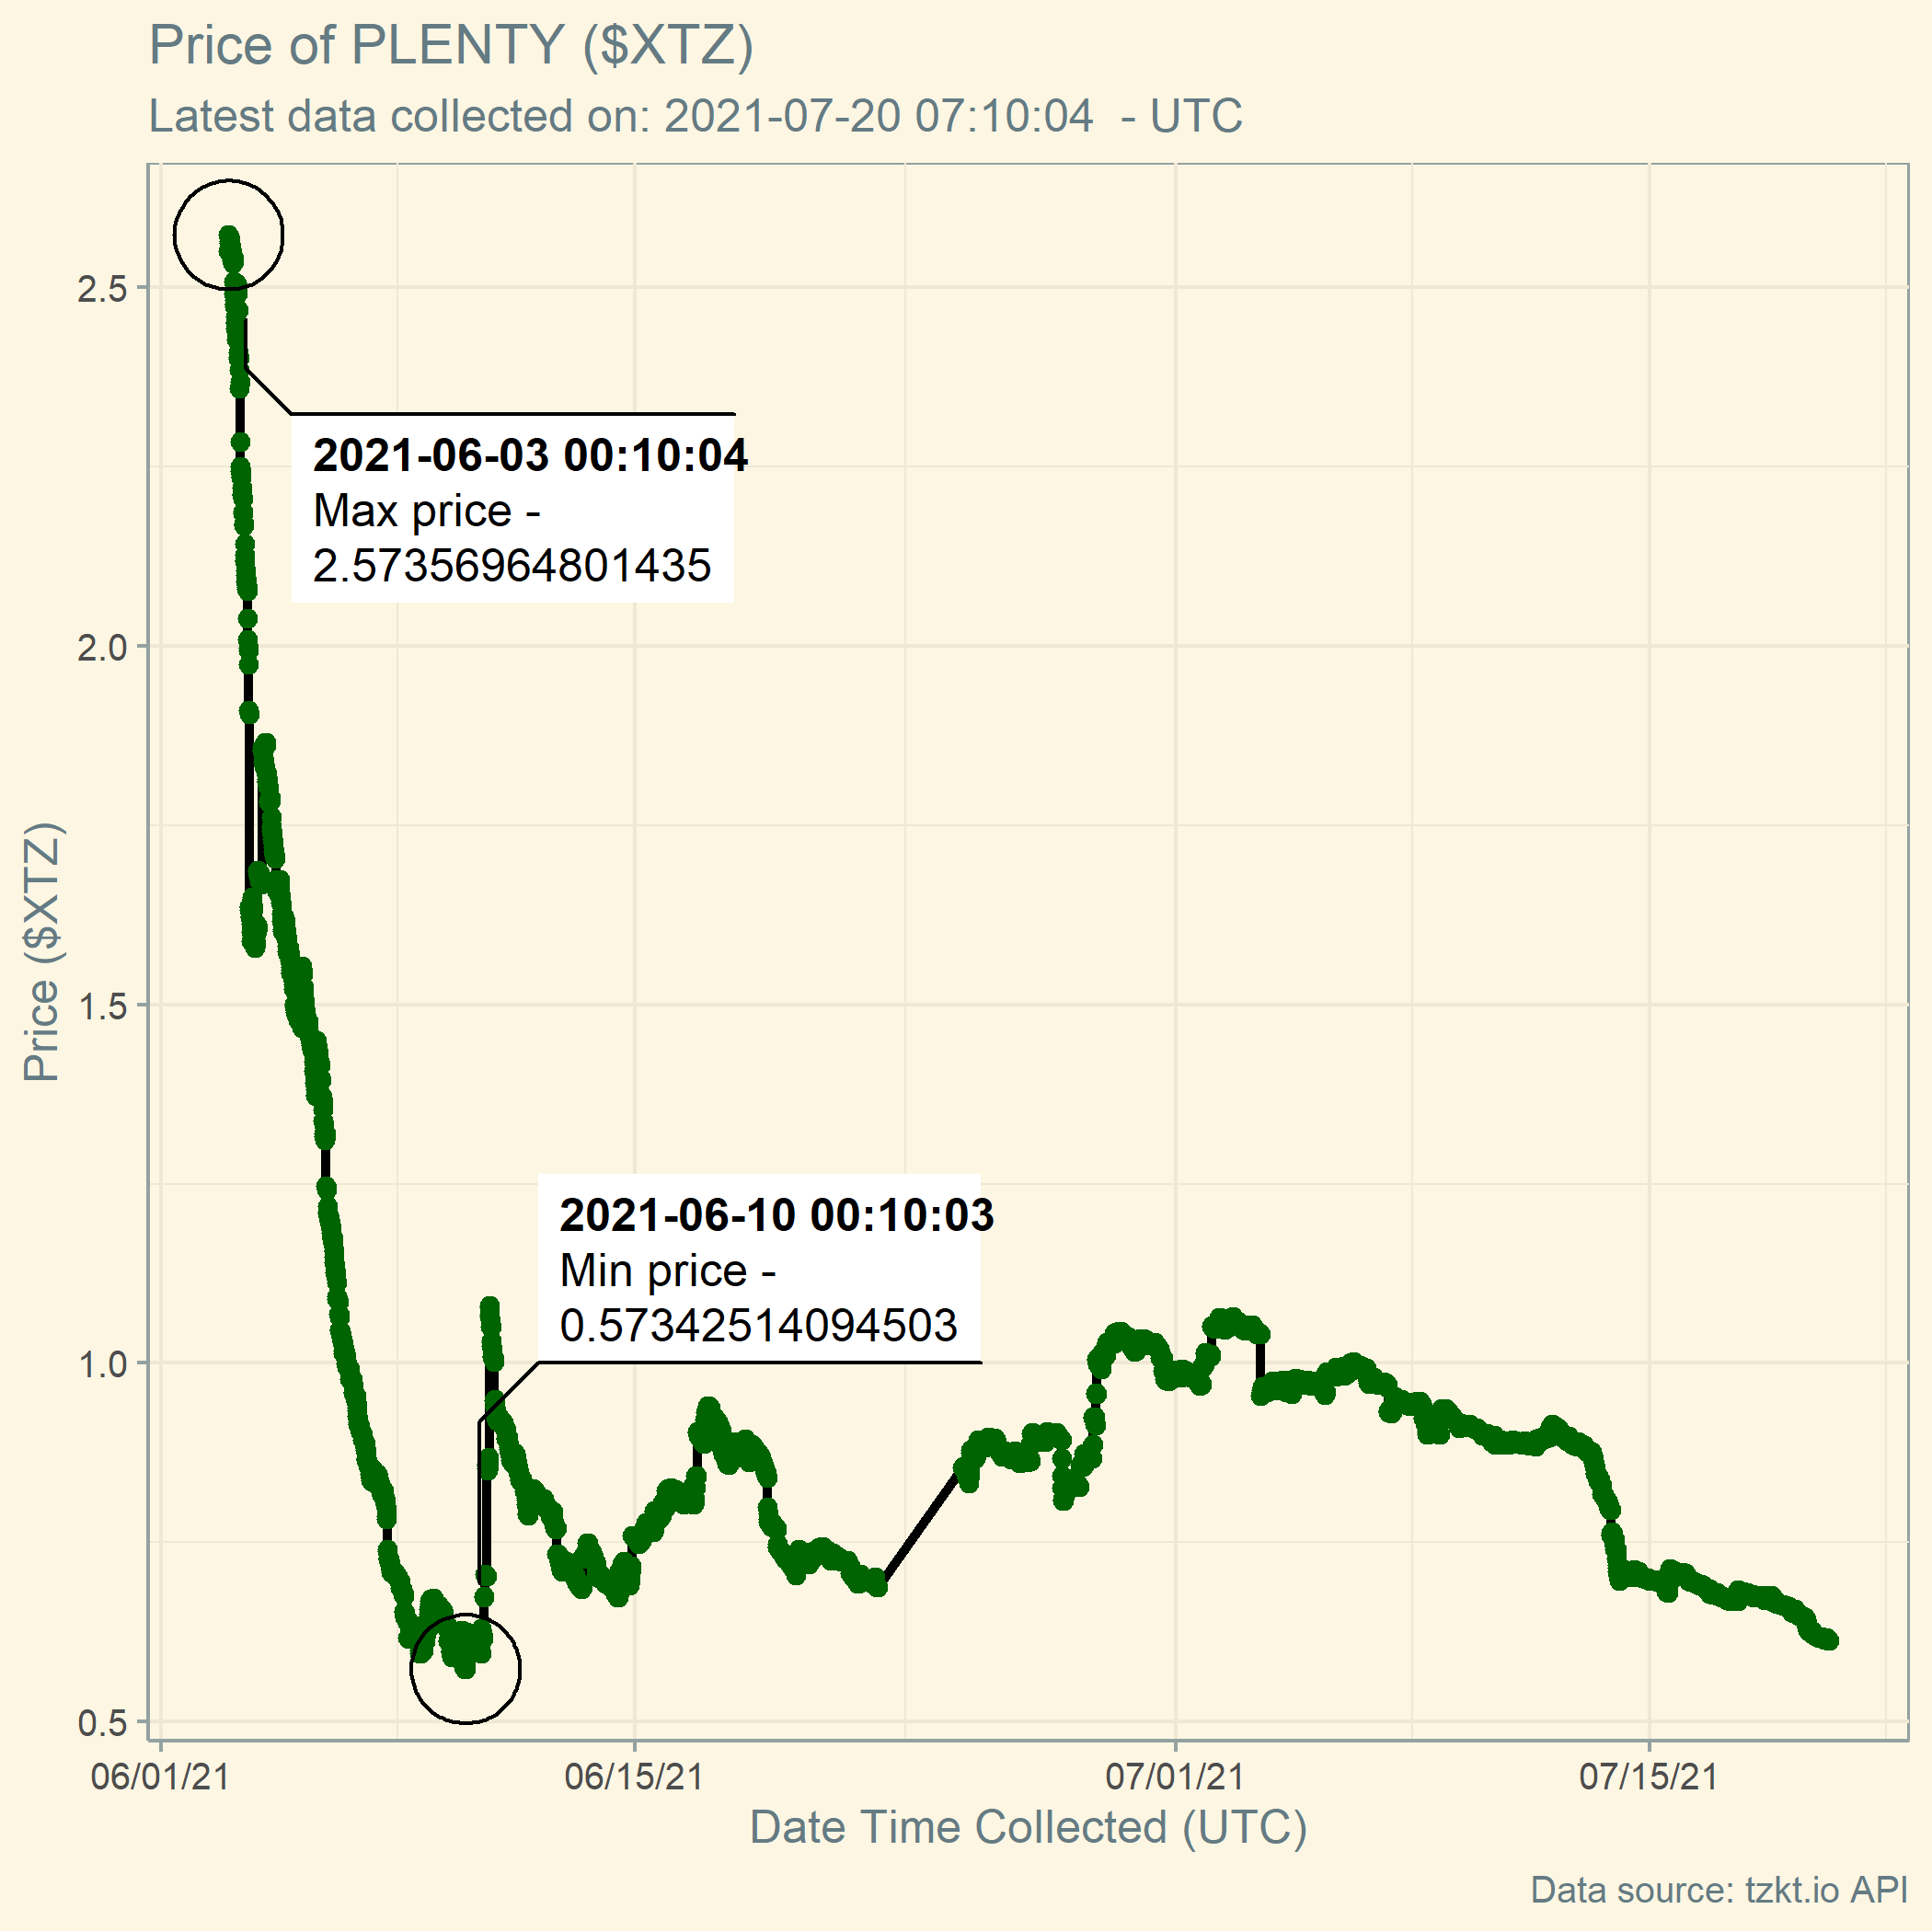 Price of PLENTY ($XTZ)
Latest data collected on: 2021-07-20 07:10:04  - UTC
2.5
2021-06-03 00:10:04
Max price -
2.57356964801435
2.0
Price ($XTZ)
1.5
2021-06-10 00:10:03
Min price -
0.57342514094503
1.0
0.5
06/01/21 06/15/21 07/01/21 07/15/21
Date Time Collected (UTC)
Data source: tzkt.io API